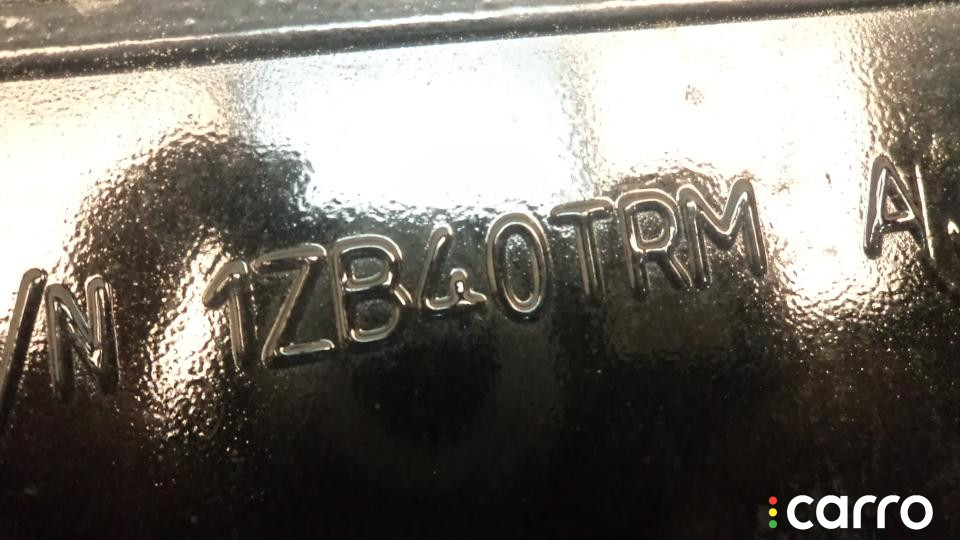 /N 1ZB40TRM A.
carro